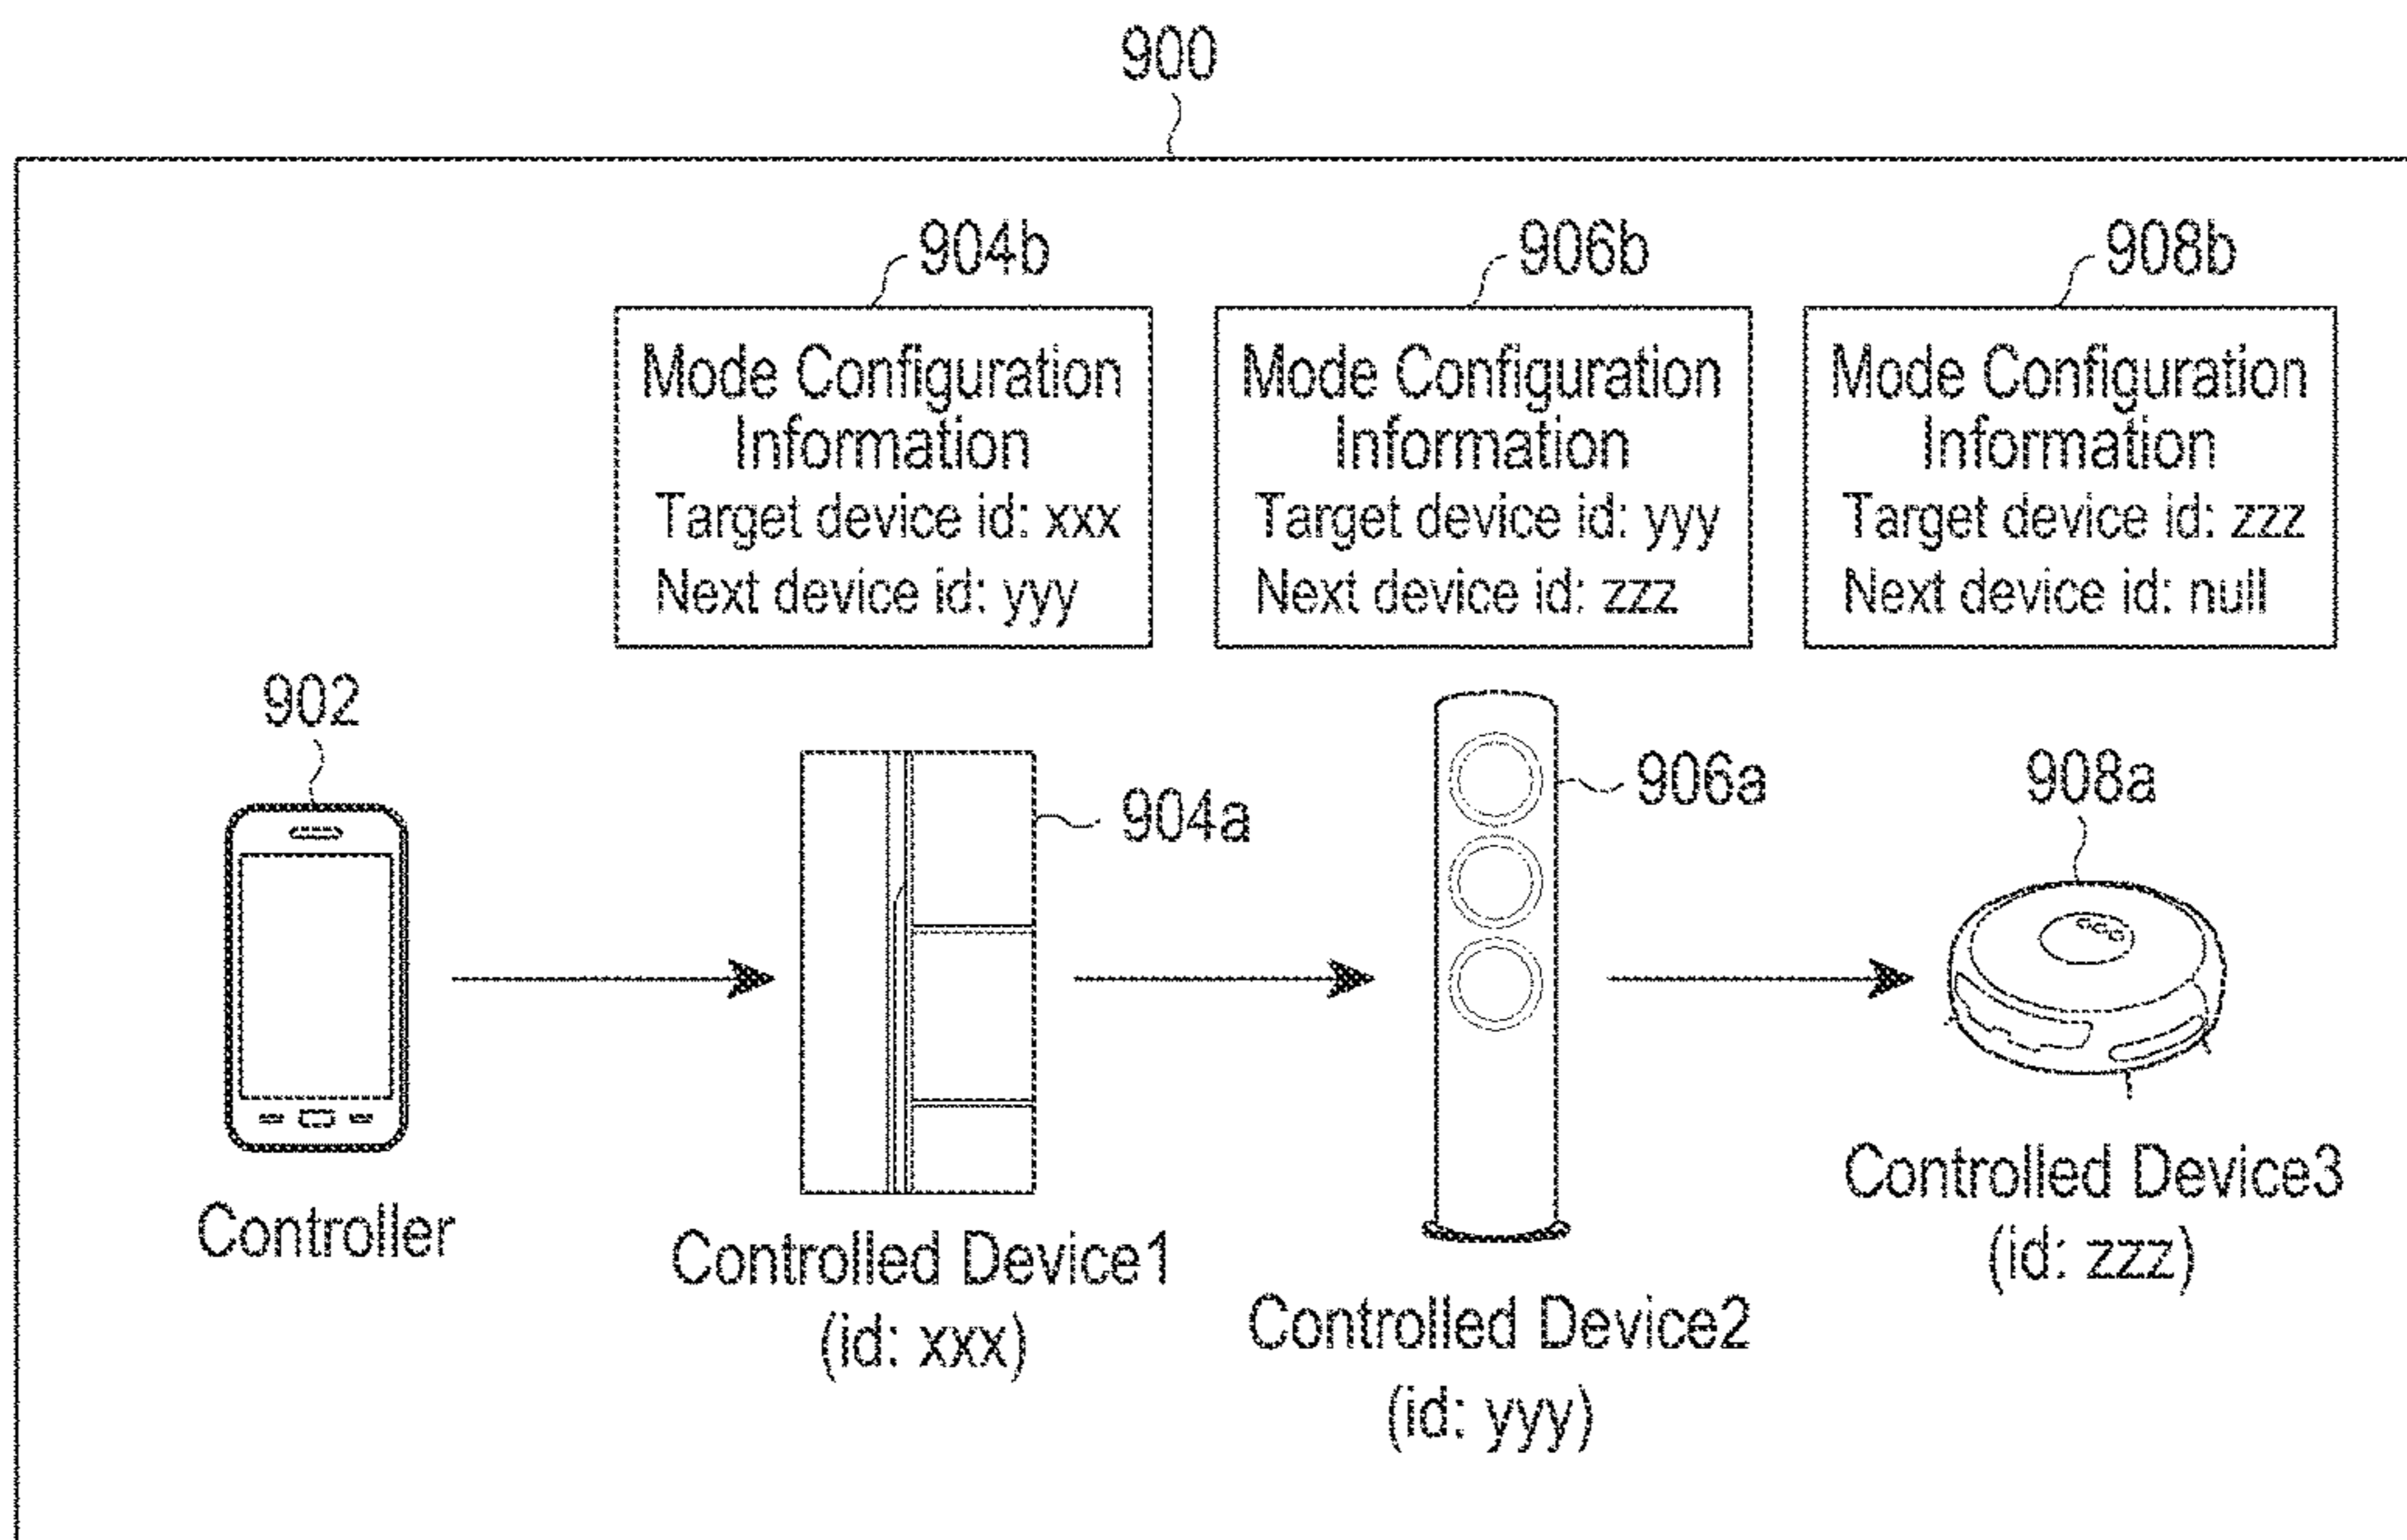 900
904b
Mode Configuration
Information
Target device id: xxx
Next device id: yyy
906b
Mode Configuration
Information
Target device id: yyy
Next device id: zzz
908b
Mode Configuration
Information
Target device id: zzz
Next device id: null
902
Controller
904a
Controlled Device1
(id: xxx)
906a
Controlled Device2
(id: yyy)
908a
Controlled Device3
(id: zzz)